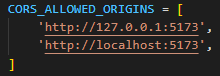 CORS_ALLOWED_ORIGINS = [
    'http://127.0.0.1:5173',
    'http://localhost:5173',
]